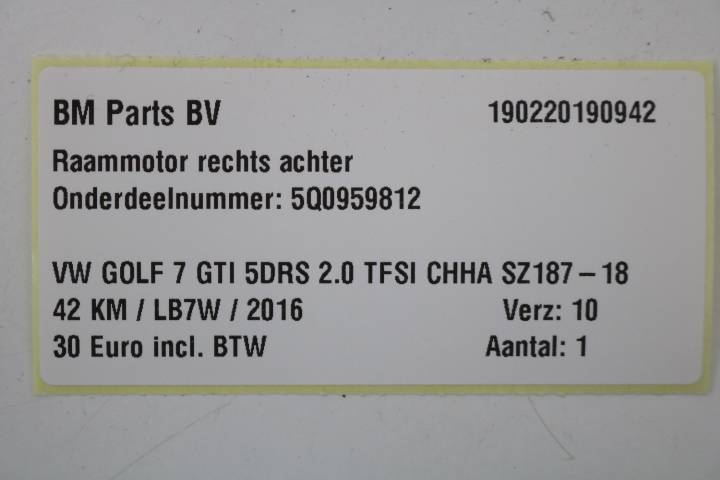 BM Parts BV 190220190942
Raammotor rechts achter
Onderdeelnummer: 5Q0959812
VW GOLF 7 GTI 5DRS 2.0 TFSI CHHA SZ187 – 18
42 KM / LB7W / 2016 Verz: 10
30 Euro incl. BTW Aantal: 1